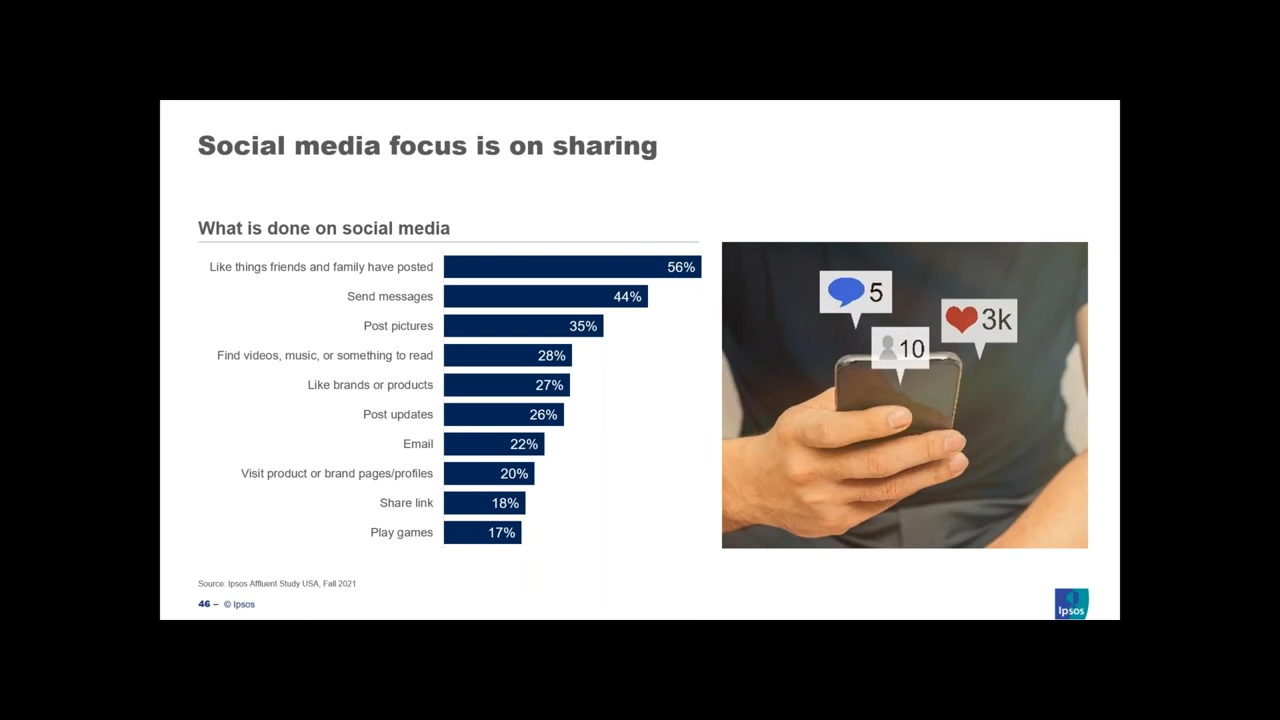 Social media focus is on sharing
What is done on social media
Like things friends and family have posted 56%
Send messages 44%
Post pictures 35%
Find videos, music, or something to read 28%
Like brands or products 27%
Post updates 26%
Email 22%
Visit product or brand pages/profiles 20%
Share link 18%
Play games 17%
5
3k
10
Source: Ipsos Affluent Study USA, Fall 2021
46 – © Ipsos
Ipsos